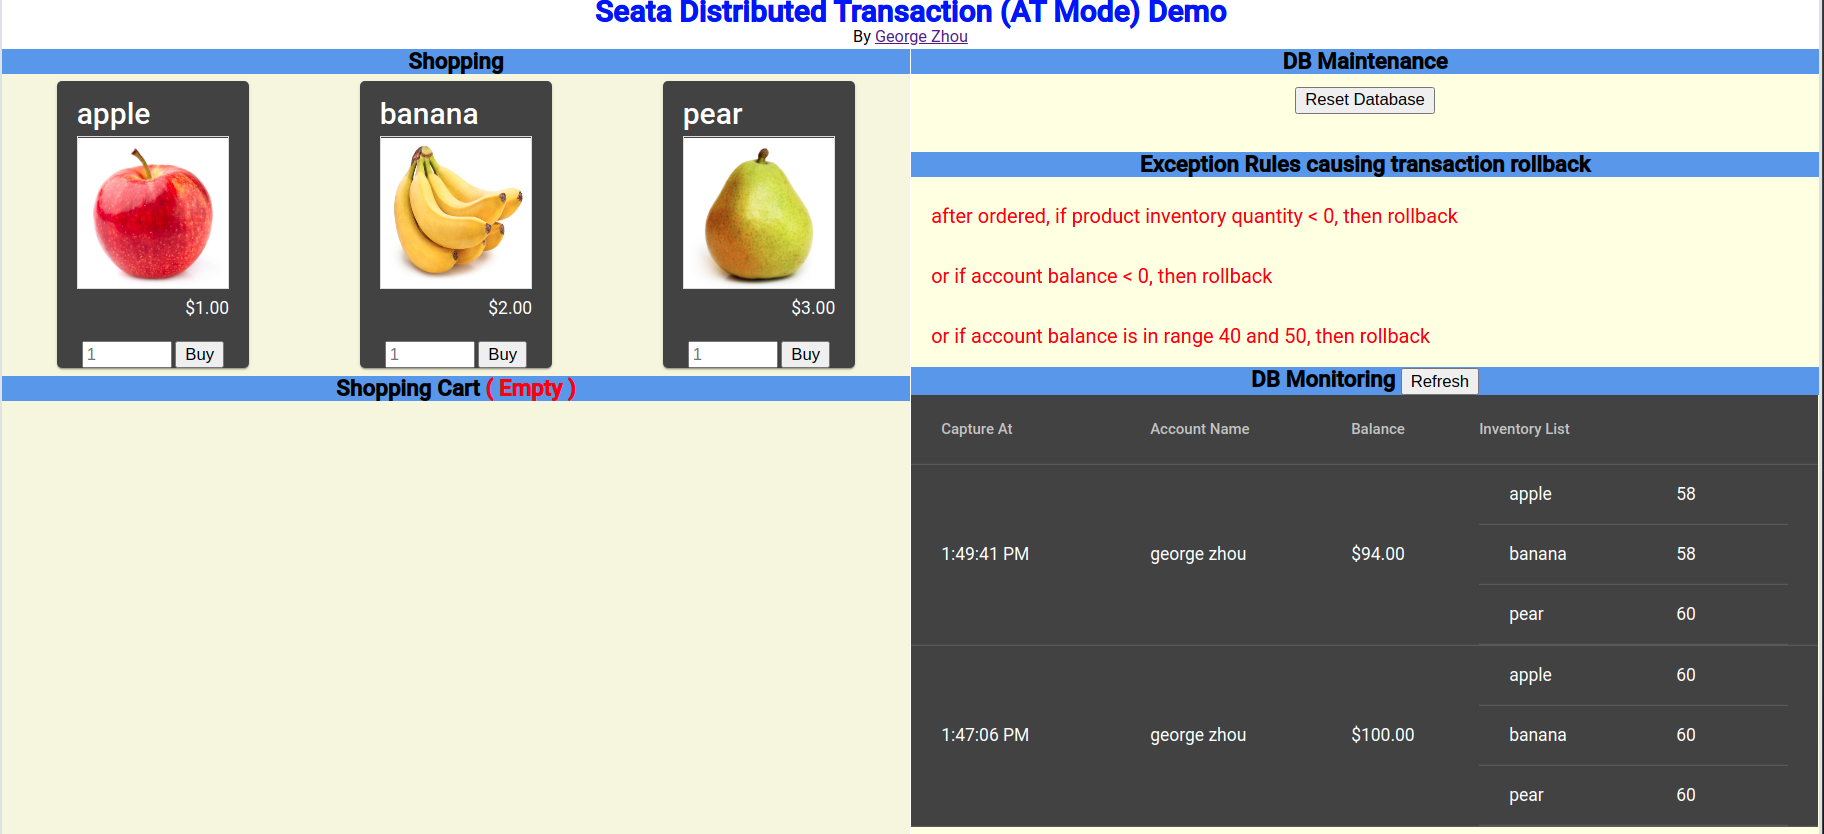 Seata Distributed Transaction (AT Mode) Demo
By George Zhou
Shopping
apple
$1.00
1 Buy
banana
$2.00
1 Buy
pear
$3.00
1 Buy
Shopping Cart ( Empty )
DB Maintenance
Reset Database
Exception Rules causing transaction rollback
after ordered, if product inventory quantity < 0, then rollback
or if account balance < 0, then rollback
or if account balance is in range 40 and 50, then rollback
DB Monitoring Refresh
Capture At Account Name Balance Inventory List
apple 58
1:49:41 PM george zhou $94.00 banana 58
pear 60
apple 60
1:47:06 PM george zhou $100.00 banana 60
pear 60